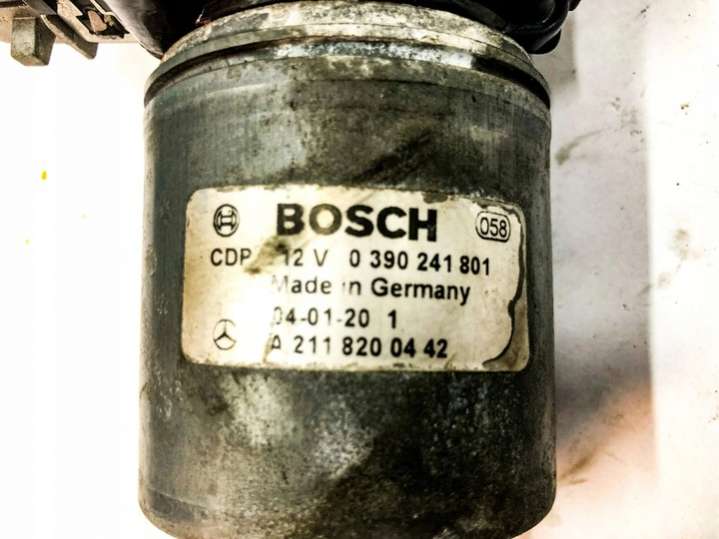 BOSCH 058
CDP 12 V 0 390 241 801
Made in Germany
04-01-20 1
A 211 820 04 42